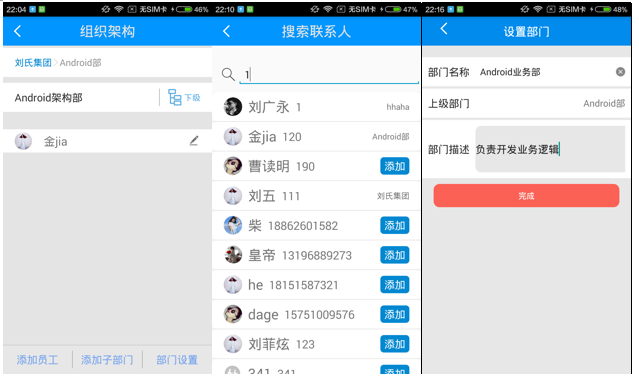 22:04 无SIM卡 46%
组织架构
刘氏集团 > Android部
Android架构部 下级
金jia
添加员工 添加子部门 部门设置
22:10 无SIM卡 47%
搜索联系人
1
刘广永 1 hhaha
金jia 120 Android部
曹读明 190 添加
刘五 111 刘氏集团
柴 18862601582 添加
皇帝 13196889273 添加
he 18151587321 添加
dage 15751009576 添加
刘菲炫 123 添加
341 341
22:16 无SIM卡 48%
设置部门
部门名称 Android业务部
上级部门 Android部
部门描述 负责开发业务逻辑
完成